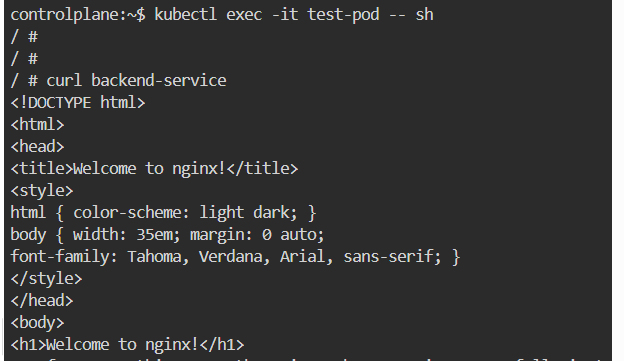 controlplane:~$ kubectl exec -it test-pod -- sh
/ #
/ #
/ # curl backend-service
<!DOCTYPE html>
<html>
<head>
<title>Welcome to nginx!</title>
<style>
html { color-scheme: light dark; }
body { width: 35em; margin: 0 auto;
font-family: Tahoma, Verdana, Arial, sans-serif; }
</style>
</head>
<body>
<h1>Welcome to nginx!</h1>